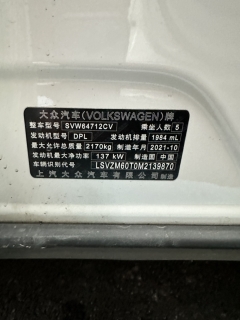 大众汽车(VOLKSWAGEN)牌
整车型号 SVW64712CV 乘坐人数 5
发动机型号 DPL 发动机排量 1984 mL
最大允许总质量 2170kg 制造年月 2021-10
发动机最大净功率 137 kW 制造国 中国
车辆识别代号 LSVZM60T0M2139870
上汽大众汽车有限公司制造